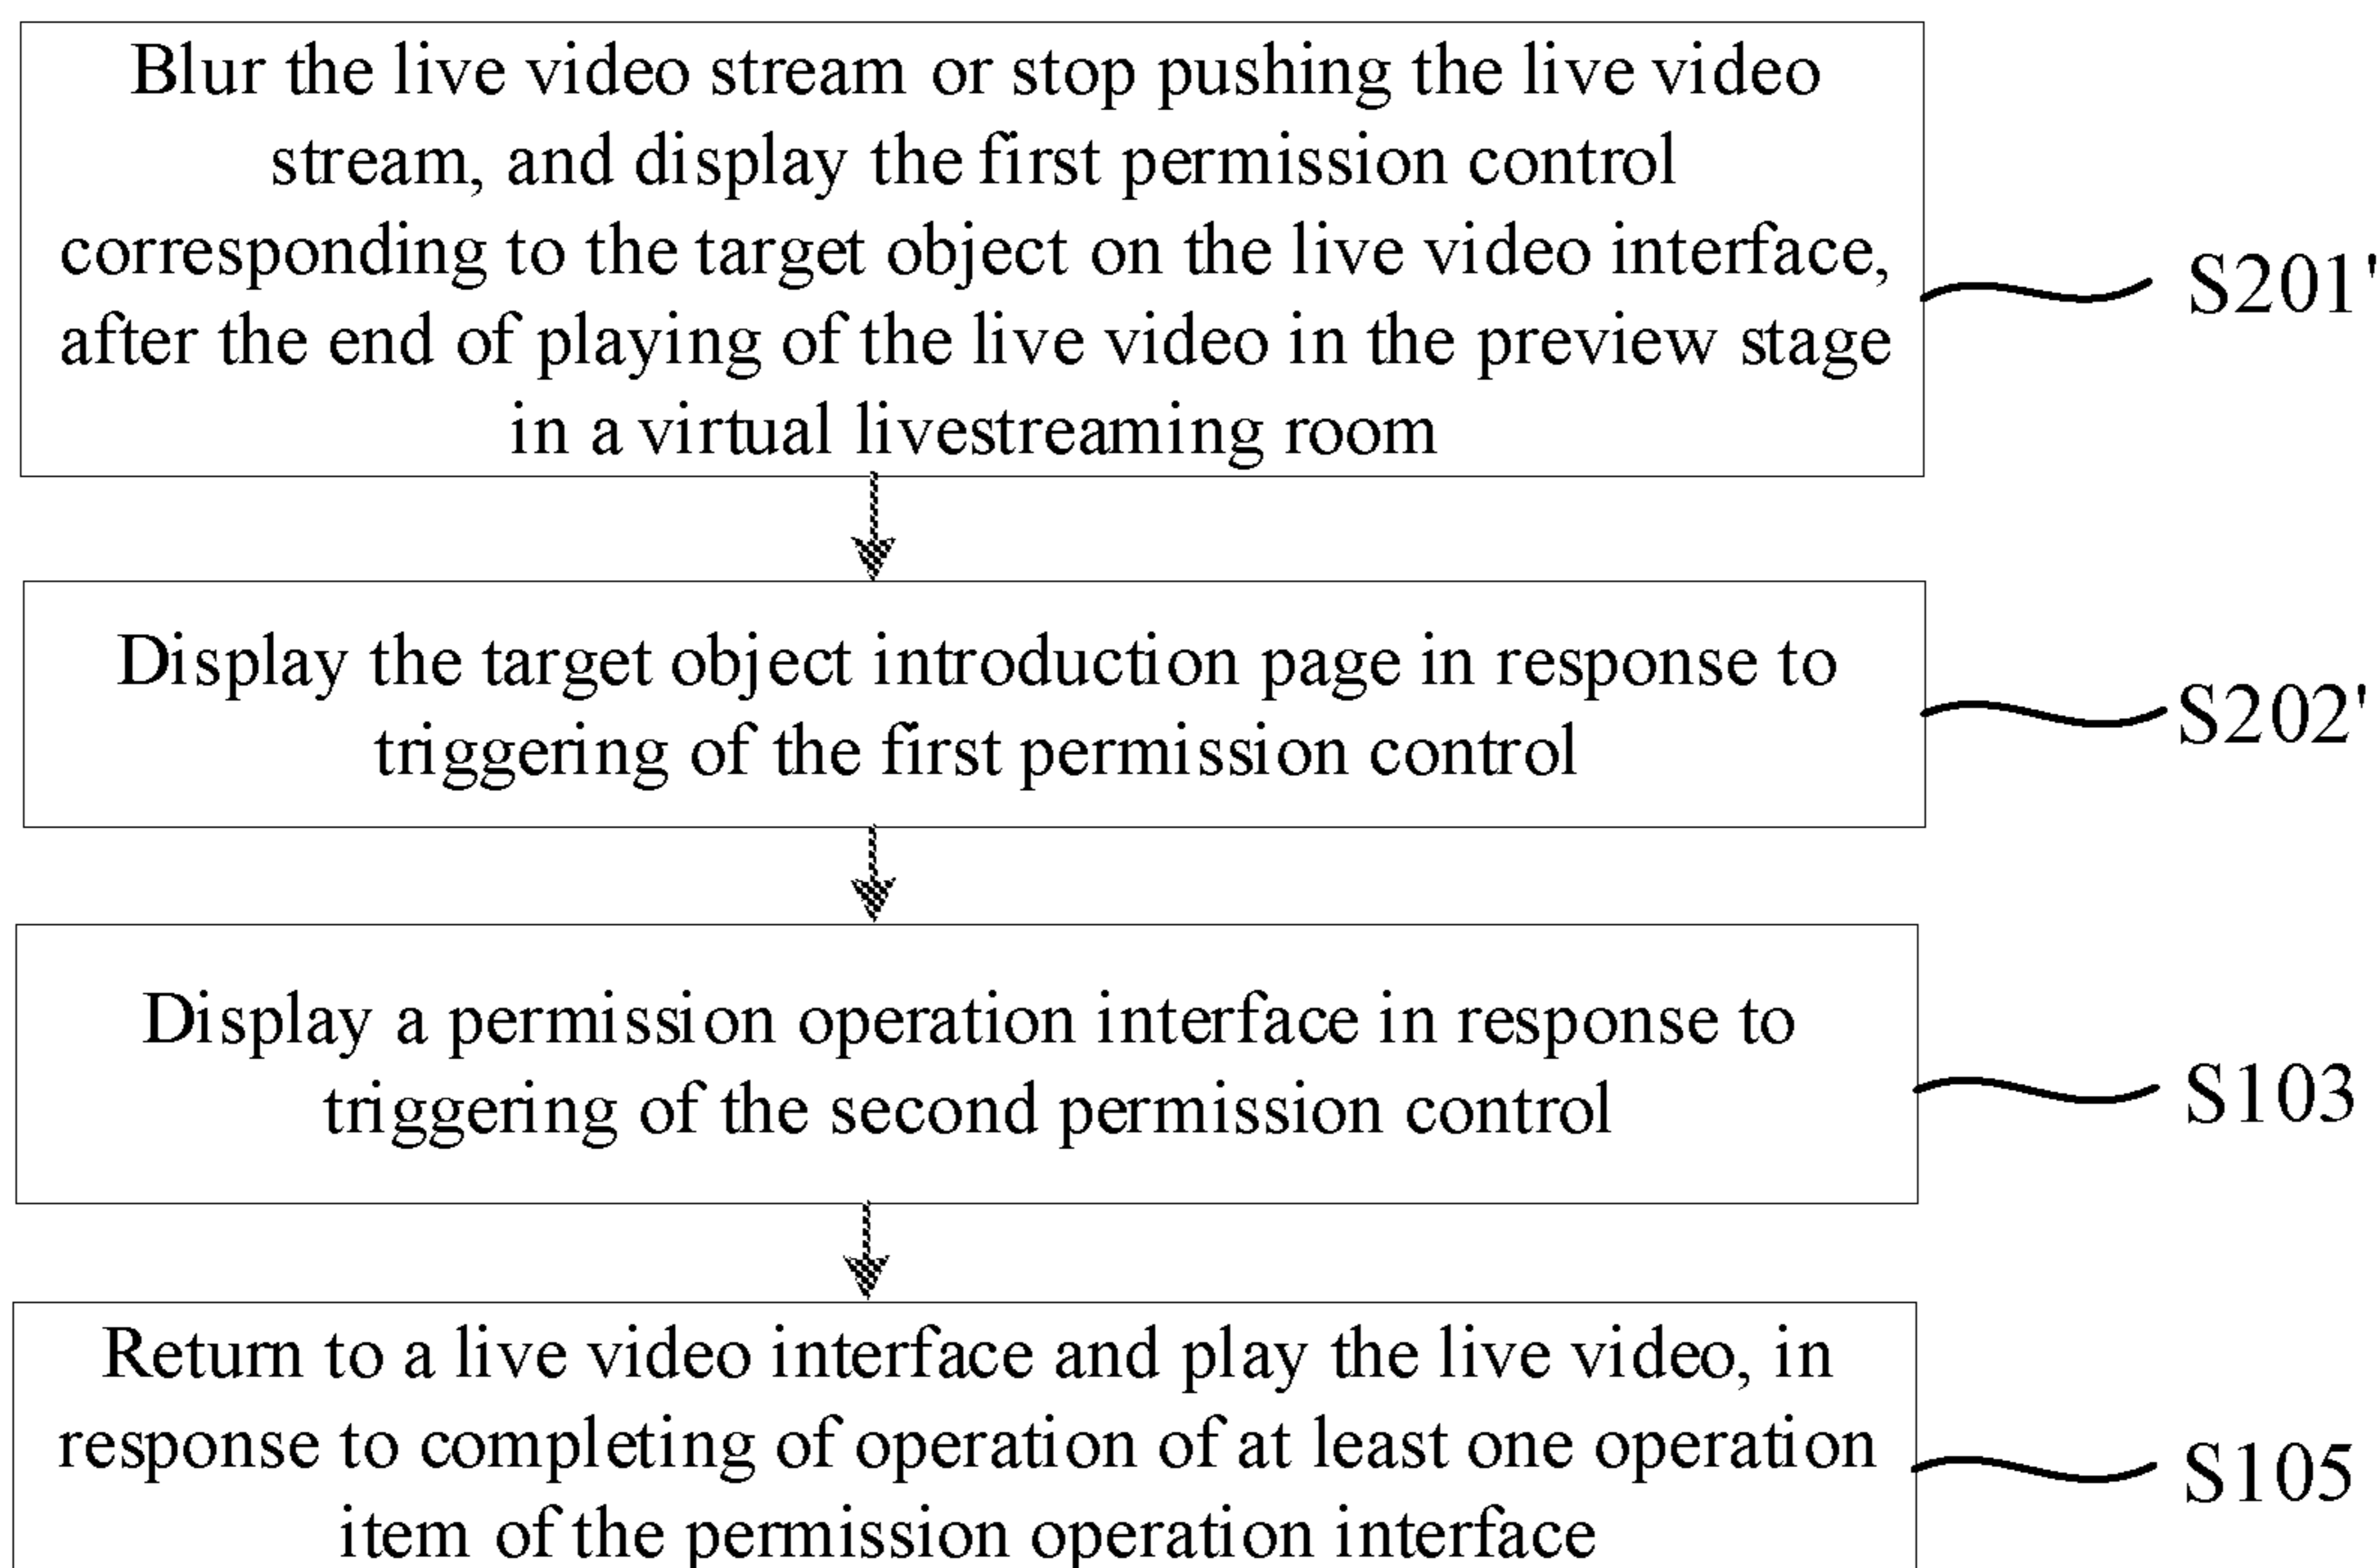 Blur the live video stream or stop pushing the live video
stream, and display the first permission control
corresponding to the target object on the live video interface,
after the end of playing of the live video in the preview stage
in a virtual livestreaming room
S201'
Display the target object introduction page in response to
triggering of the first permission control
S202'
Display a permission operation interface in response to
triggering of the second permission control
S103
Return to a live video interface and play the live video, in
response to completing of operation of at least one operation
item of the permission operation interface
S105